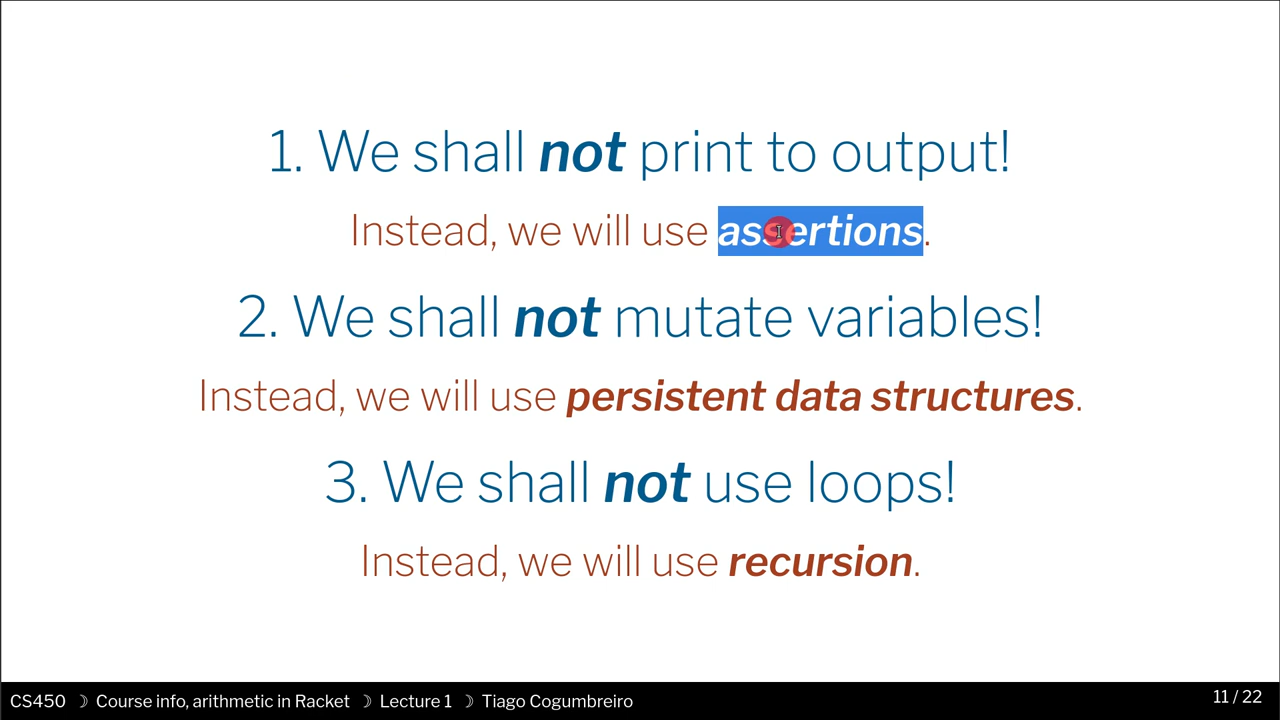 1. We shall not print to output!
Instead, we will use assertions.
2. We shall not mutate variables!
Instead, we will use persistent data structures.
3. We shall not use loops!
Instead, we will use recursion.
CS450 ☽ Course info, arithmetic in Racket ☽ Lecture 1 ☽ Tiago Cogumbreiro
11 / 22